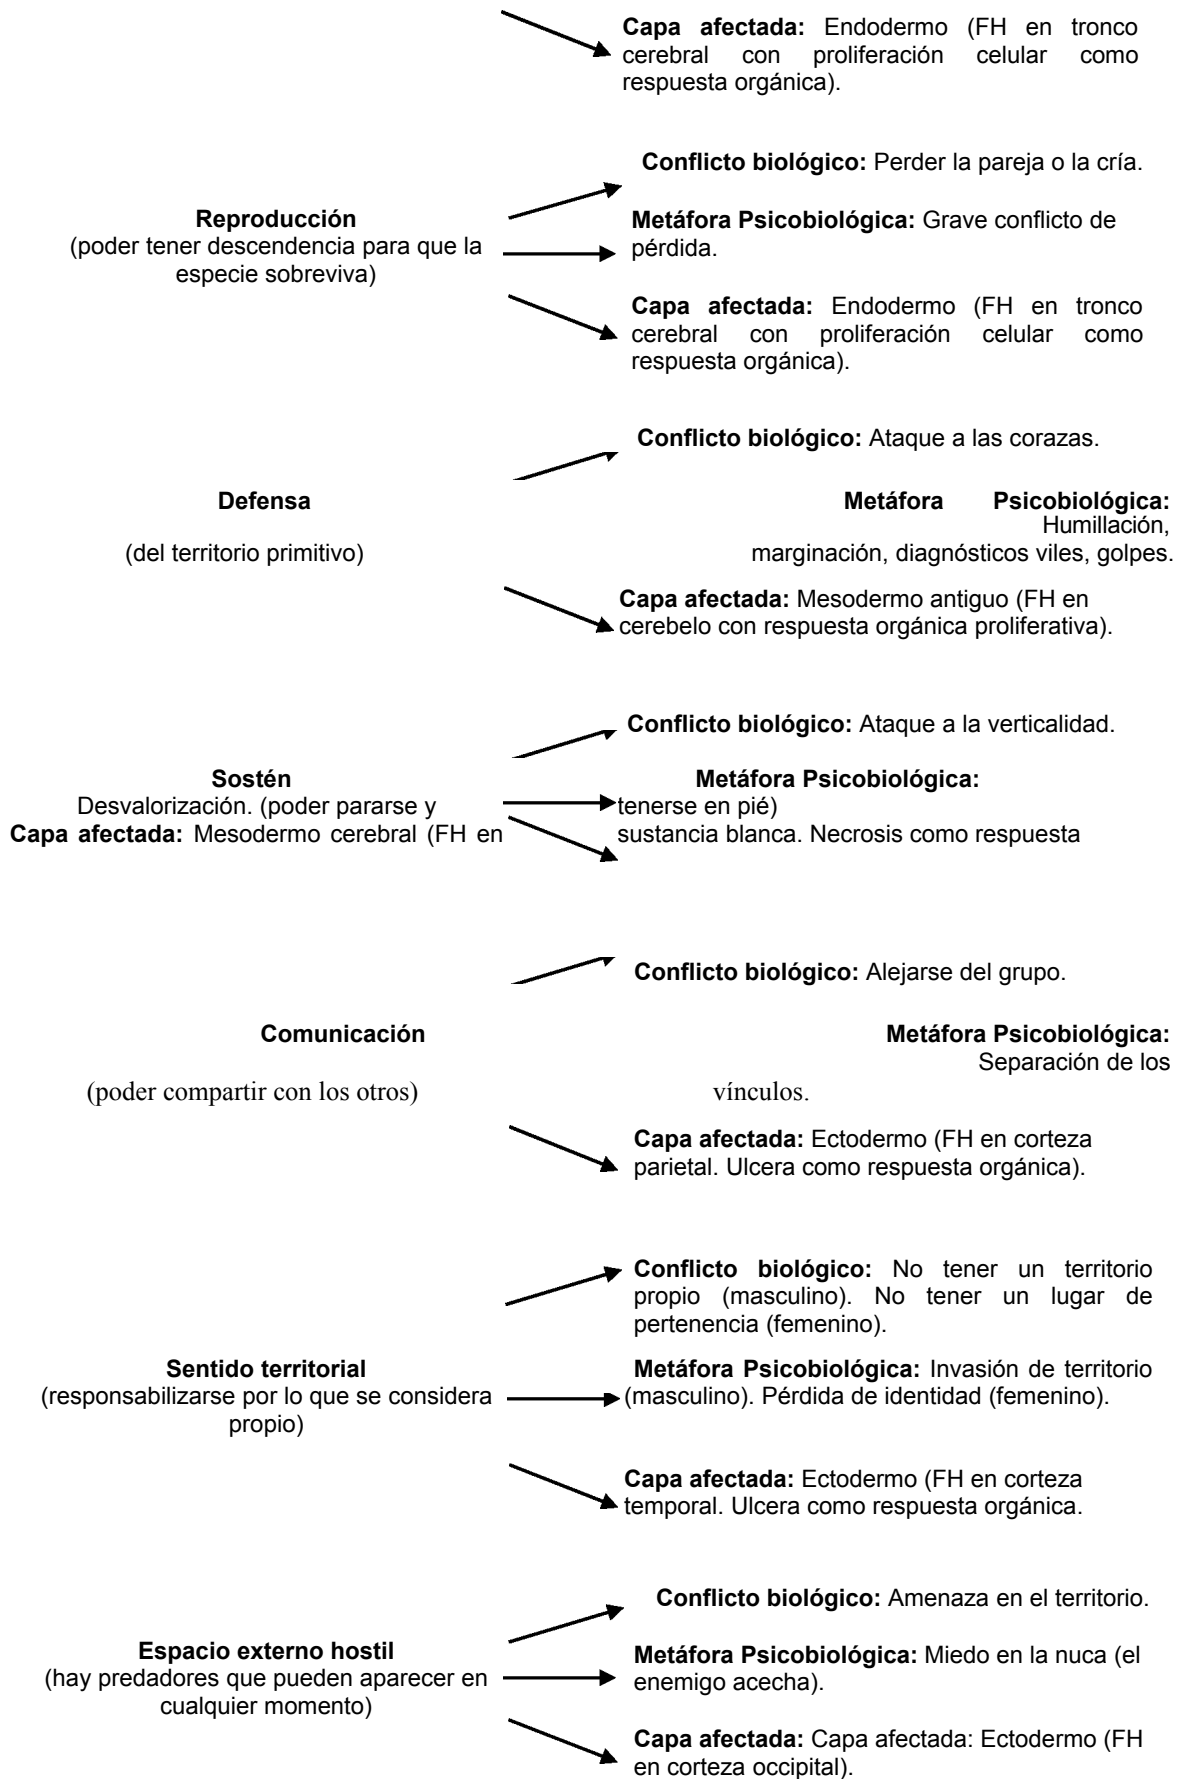 Capa afectada: Endodermo (FH en tronco
cerebral con proliferación celular como
respuesta orgánica).
Conflicto biológico: Perder la pareja o la cría.
Reproducción
(poder tener descendencia para que la
especie sobreviva)
Metáfora Psicobiológica: Grave conflicto de
pérdida.
Capa afectada: Endodermo (FH en tronco
cerebral con proliferación celular como
respuesta orgánica).
Conflicto biológico: Ataque a las corazas.
Defensa
(del territorio primitivo)
Metáfora Psicobiológica:
Humillación,
marginación, diagnósticos viles, golpes.
Capa afectada: Mesodermo antiguo (FH en
cerebelo con respuesta orgánica proliferativa).
Conflicto biológico: Ataque a la verticalidad.
Sostén
Metáfora Psicobiológica:
Desvalorización. (poder pararse y
tenerse en pié)
Capa afectada: Mesodermo cerebral (FH en
sustancia blanca. Necrosis como respuesta
Conflicto biológico: Alejarse del grupo.
Comunicación
Metáfora Psicobiológica:
Separación de los
(poder compartir con los otros)
vínculos.
Capa afectada: Ectodermo (FH en corteza
parietal. Ulcera como respuesta orgánica).
Conflicto biológico: No tener un territorio
propio (masculino). No tener un lugar de
pertenencia (femenino).
Sentido territorial
(responsabilizarse por lo que se considera
propio)
Metáfora Psicobiológica: Invasión de territorio
(masculino). Pérdida de identidad (femenino).
Capa afectada: Ectodermo (FH en corteza
temporal. Ulcera como respuesta orgánica.
Conflicto biológico: Amenaza en el territorio.
Espacio externo hostil
(hay predadores que pueden aparecer en
cualquier momento)
Metáfora Psicobiológica: Miedo en la nuca (el
enemigo acecha).
Capa afectada: Capa afectada: Ectodermo (FH
en corteza occipital).